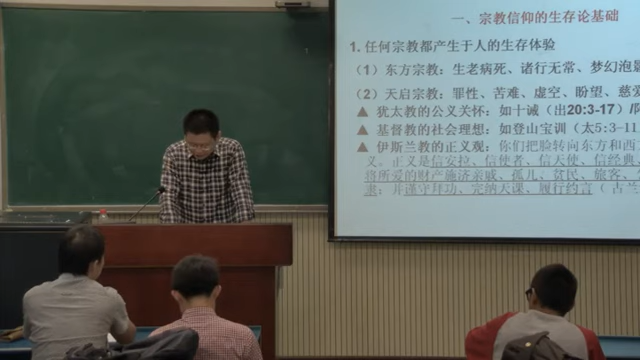 一、宗教信仰的生存论基础
1. 任何宗教都产生于人的生存体验
（1）东方宗教：生老病死、诸行无常、梦幻泡影
（2）天启宗教：罪性、苦难、虚空、盼望、慈爱
▲ 犹太教的公义关怀：如十诫（出20:3-17）
▲ 基督教的社会理想：如登山宝训（太5:3-11
▲ 伊斯兰教的正义观：你们把脸转向东方和西
义。正义是信安拉、信使者、信天使、信经典、
将所爱的财产施济亲戚、孤儿、贫民、旅客、
隶；并谨守拜功、完纳天课、履行约言（古兰